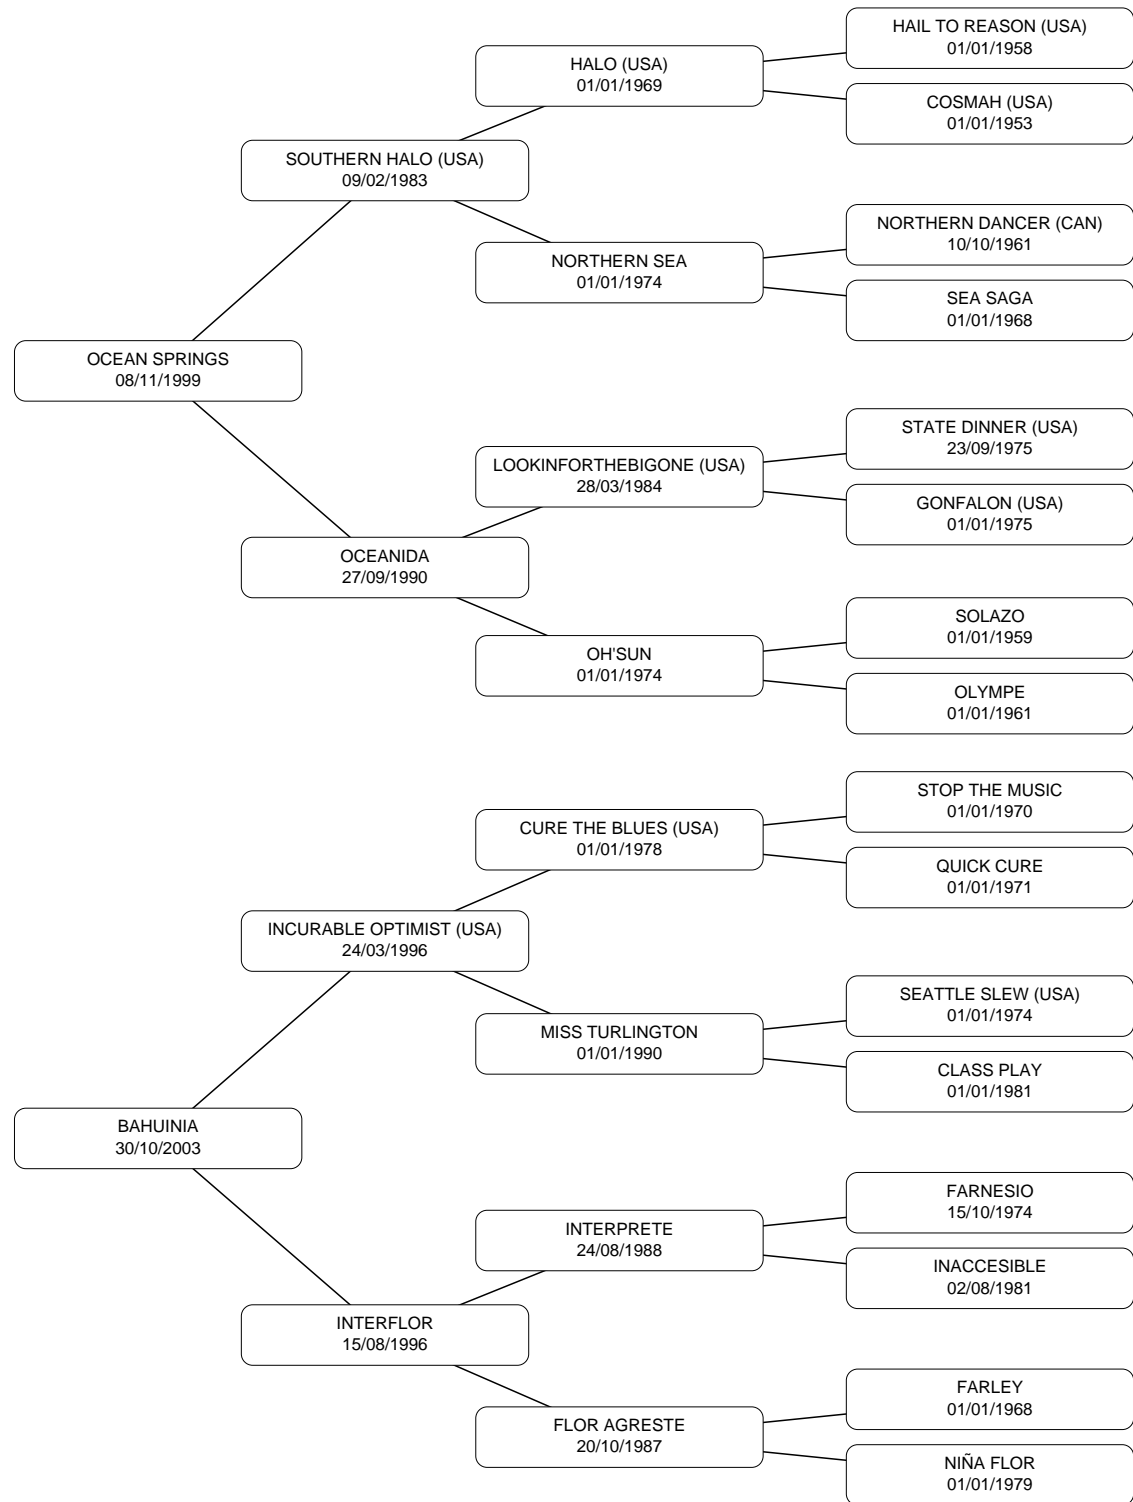 HAIL TO REASON (USA)
01/01/1958
HALO (USA)
01/01/1969
COSMAH (USA)
01/01/1953
SOUTHERN HALO (USA)
09/02/1983
NORTHERN DANCER (CAN)
10/10/1961
NORTHERN SEA
01/01/1974
SEA SAGA
01/01/1968
OCEAN SPRINGS
08/11/1999
STATE DINNER (USA)
23/09/1975
LOOKINFORTHEBIGONE (USA)
28/03/1984
GONFALON (USA)
01/01/1975
OCEANIDA
27/09/1990
SOLAZO
01/01/1959
OH'SUN
01/01/1974
OLYMPE
01/01/1961
STOP THE MUSIC
01/01/1970
CURE THE BLUES (USA)
01/01/1978
QUICK CURE
01/01/1971
INCURABLE OPTIMIST (USA)
24/03/1996
SEATTLE SLEW (USA)
01/01/1974
MISS TURLINGTON
01/01/1990
CLASS PLAY
01/01/1981
BAHUINIA
30/10/2003
FARNESIO
15/10/1974
INTERPRETE
24/08/1988
INACCESIBLE
02/08/1981
INTERFLOR
15/08/1996
FARLEY
01/01/1968
FLOR AGRESTE
20/10/1987
NIÑA FLOR
01/01/1979